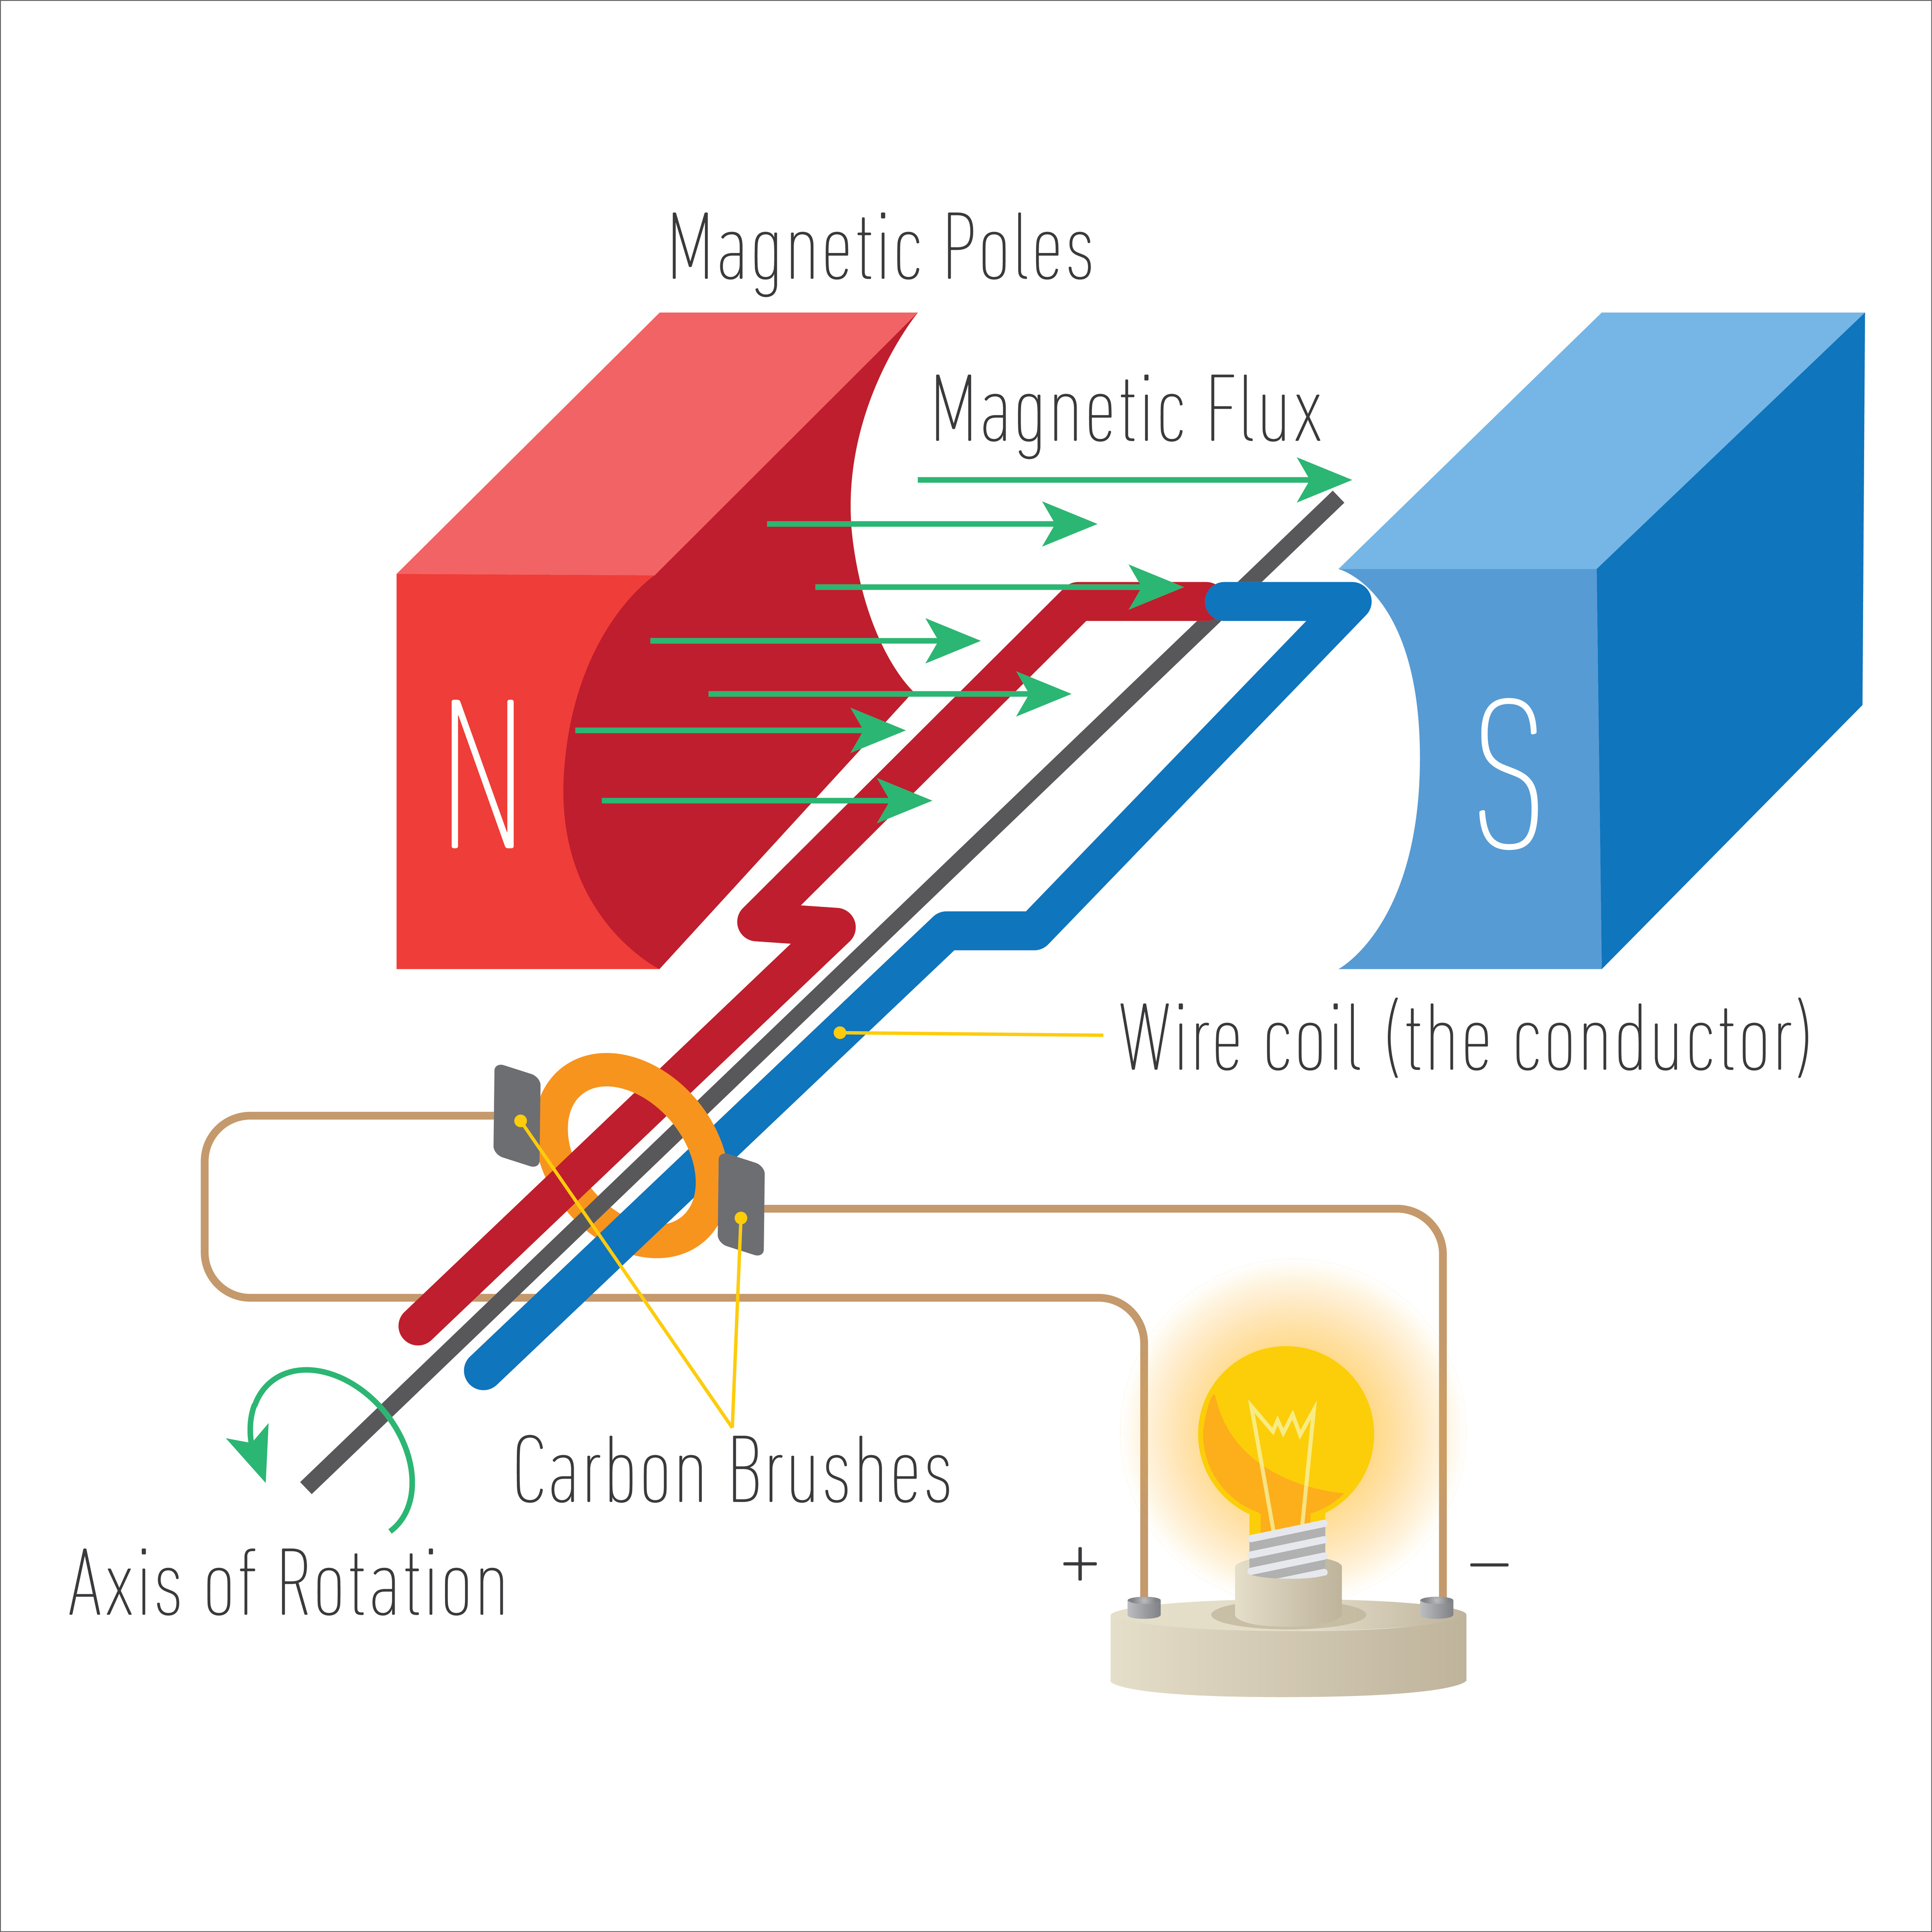 Magnetic Poles
Magnetic Flux
N
S
Wire coil (the conductor)
Carbon Brushes
Axis of Rotation
+
−